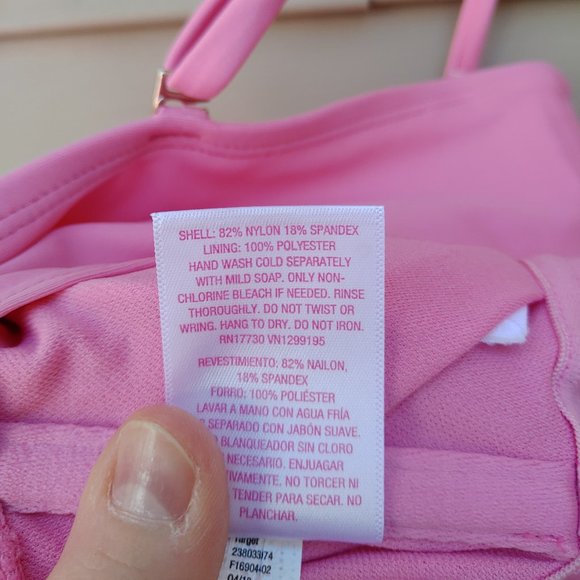 SHELL: 82% NYLON 18% SPANDEX
LINING: 100% POLYESTER
HAND WASH COLD SEPARATELY
WITH MILD SOAP. ONLY NON-
CHLORINE BLEACH IF NEEDED. RINSE
THOROUGHLY. DO NOT TWIST OR
WRING. HANG TO DRY. DO NOT IRON.
RN17730 VN1299195
REVESTIMIENTO: 82% NAILON,
18% SPANDEX
FORRO: 100% POLIÉSTER
LAVAR A MANO CON AGUA FRÍA
SEPARADO CON JABÓN SUAVE.
BLANQUEADOR SIN CLORO
NECESARIO. ENJUAGAR
NO TORCER NI
TENDER PARA SECAR. NO
PLANCHAR.
Target
238033174
F16904102